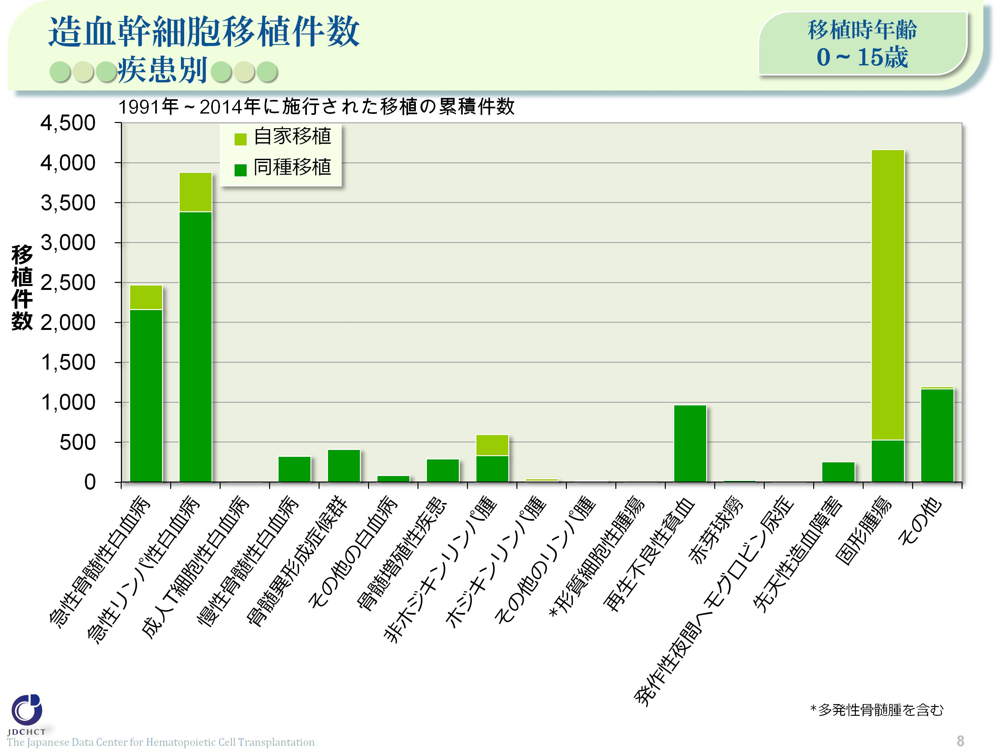 造血幹細胞移植件数
疾患別
移植時年齢
0～15歳
1991年～2014年に施行された移植の累積件数
自家移植
同種移植
移植件数
4,500
4,000
3,500
3,000
2,500
2,000
1,500
1,000
500
0
急性骨髄性白血病
急性リンパ性白血病
成人T細胞性白血病
慢性骨髄性白血病
骨髄異形成症候群
その他の白血病
骨髄増殖性疾患
非ホジキンリンパ腫
ホジキンリンパ腫
その他のリンパ腫
*形質細胞性腫瘍
再生不良性貧血
赤芽球癆
発作性夜間ヘモグロビン尿症
先天性造血障害
固形腫瘍
その他
*多発性骨髄腫を含む
JDCHCT
The Japanese Data Center for Hematopoietic Cell Transplantation
8